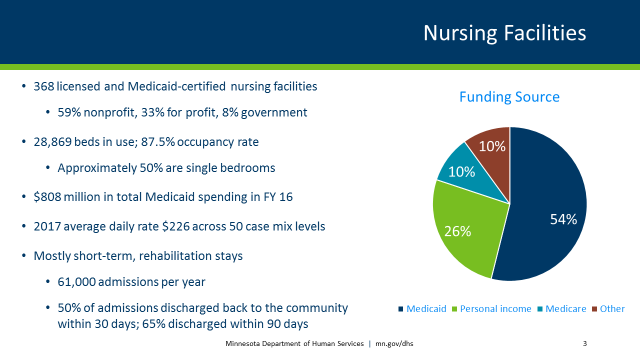 Nursing Facilities
• 368 licensed and Medicaid-certified nursing facilities
• 59% nonprofit, 33% for profit, 8% government
• 28,869 beds in use; 87.5% occupancy rate
• Approximately 50% are single bedrooms
• $808 million in total Medicaid spending in FY 16
• 2017 average daily rate $226 across 50 case mix levels
• Mostly short-term, rehabilitation stays
• 61,000 admissions per year
• 50% of admissions discharged back to the community
within 30 days; 65% discharged within 90 days
Funding Source
10%
10%
54%
26%
Medicaid Personal income Medicare Other
Minnesota Department of Human Services | mn.gov/dhs
3